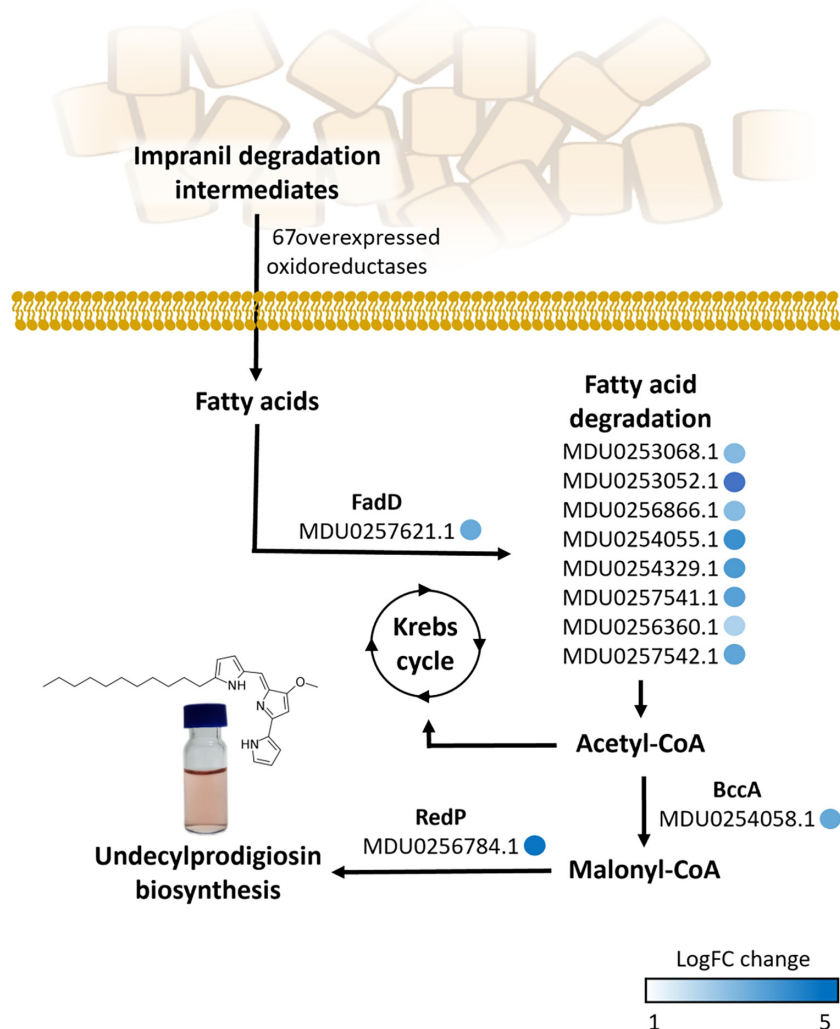 Impranil degradation
intermediates
67overexpressed
oxidoreductases
Fatty acids
Fatty acid
degradation
MDU0253068.1
MDU0253052.1
MDU0256866.1
MDU0254055.1
MDU0254329.1
MDU0257541.1
MDU0256360.1
MDU0257542.1
FadD
MDU0257621.1
Krebs
cycle
NH
O
N
HN
Acetyl-CoA
BccA
MDU0254058.1
RedP
MDU0256784.1
Malonyl-CoA
Undecylprodigiosin
biosynthesis
LogFC change
1 5